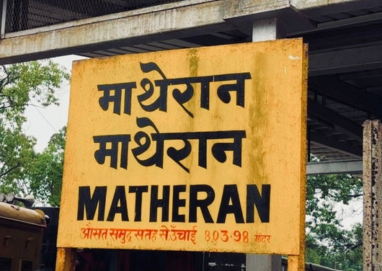 माथेरान
माथेरान
MATHERAN
औसत समुद्र सतह से उँचाई 803·98 मीटर